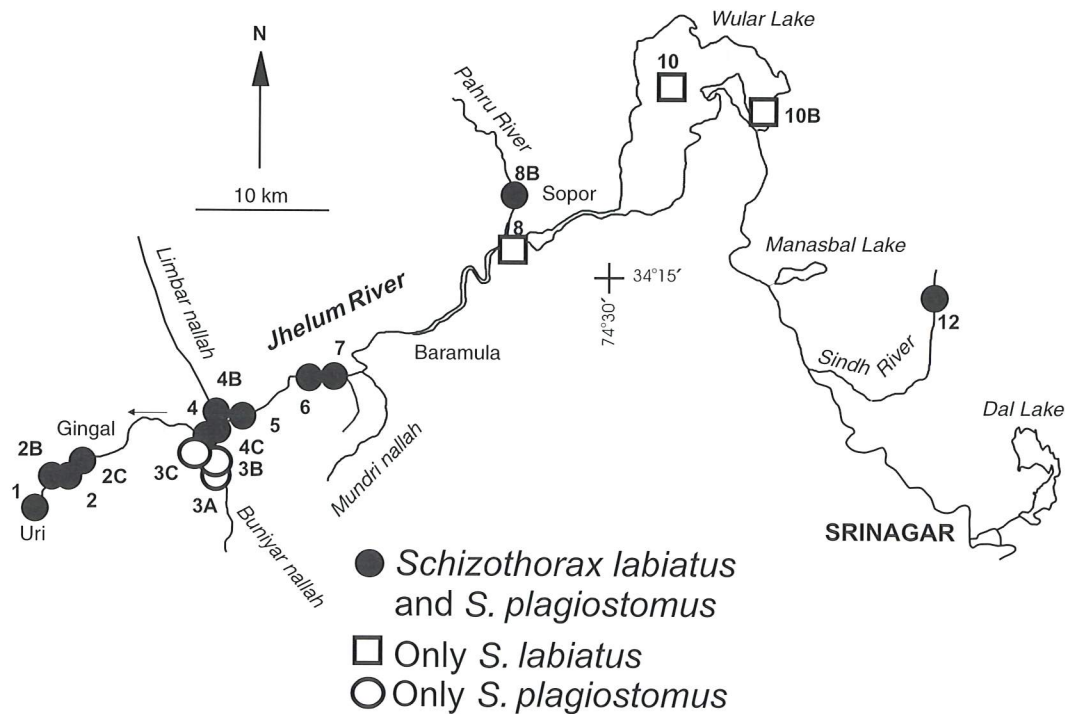 N
Wular Lake
10
10B
Pahru River
8B
Sopor
10 km
8
Manasbal Lake
34°15′
74°30′
12
Limbar nallah
Jhelum River
Sindh River
Baramula
7
6
4B
4
5
Dal Lake
Gingal
2B
4C
3C
3B
2C
3A
1
2
Uri
Mundri nallah
Buniyar nallah
SRINAGAR
Schizothorax labiatus
and S. plagiostomus
Only S. labiatus
Only S. plagiostomus